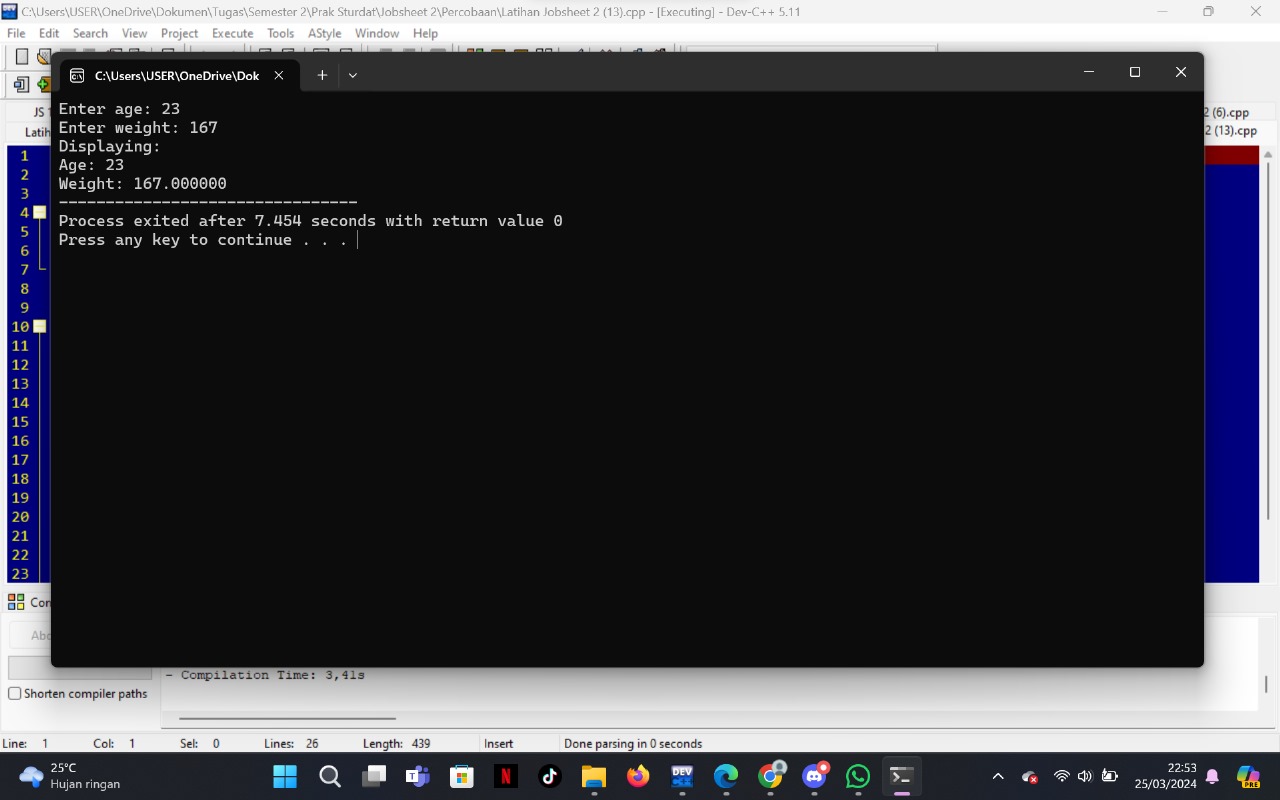 C:\Users\USER\OneDrive\Dokumen\Tugas\Semester 2\Prak Sturdat\Jobsheet 2\Percobaan\Latihan Jobsheet 2 (13).cpp - [Executing] - Dev-C++ 5.11
File Edit Search View Project Execute Tools AStyle Window Help
C:\Users\USER\OneDrive\Dok
JS 1
2 (6).cpp
Latih
2 (13).cpp
Enter age: 23
Enter weight: 167
Displaying:
Age: 23
Weight: 167.000000
--------------------------------
Process exited after 7.454 seconds with return value 0
Press any key to continue . . .
1
2
3
4
5
6
7
8
9
10
11
12
13
14
15
16
17
18
19
20
21
22
23
Con
Abo
- Compilation Time: 3,41s
Shorten compiler paths
Line: 1 Col: 1 Sel: 0 Lines: 26 Length: 439 Insert Done parsing in 0 seconds
25°C
Hujan ringan
DEV
PRE
22:53
25/03/2024